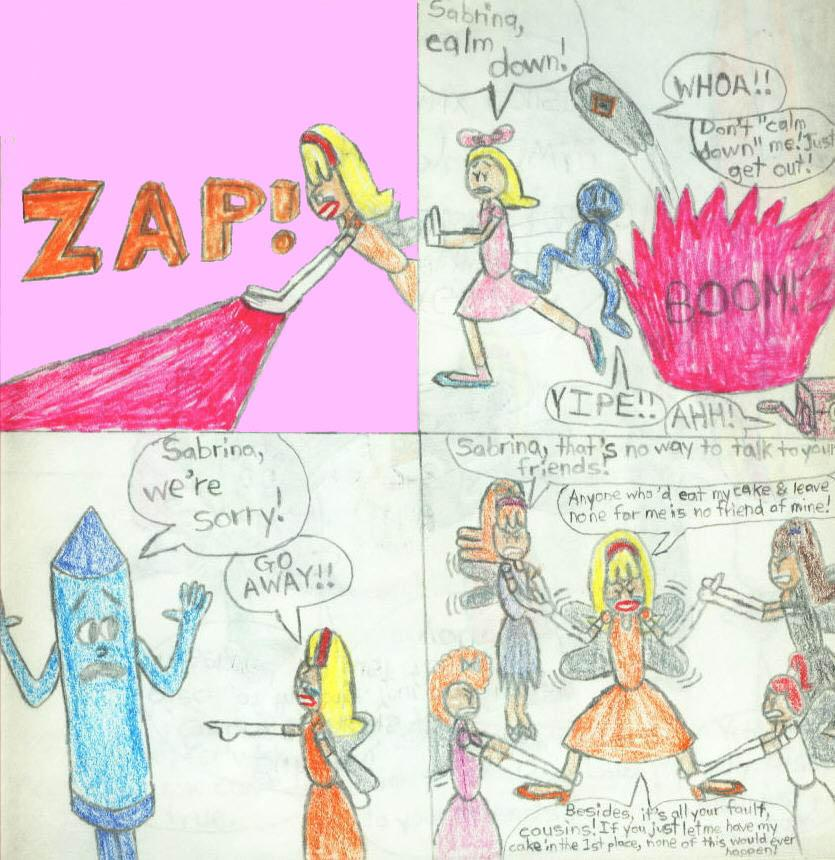 ZAP!
Sabrina,
calm
down!
WHOA!!
Don't "calm
down" me! Just
get out!
BOOM!
YIPE!!
AHH!
Sabrina,
we're
sorry!
GO
AWAY!!
Sabrina, that's no way to talk to your
friends!
Anyone who'd eat my cake & leave
none for me is no friend of mine!
Besides, it's all your fault,
cousins! If you just let me have my
cake in the 1st place, none of this would ever
happen!